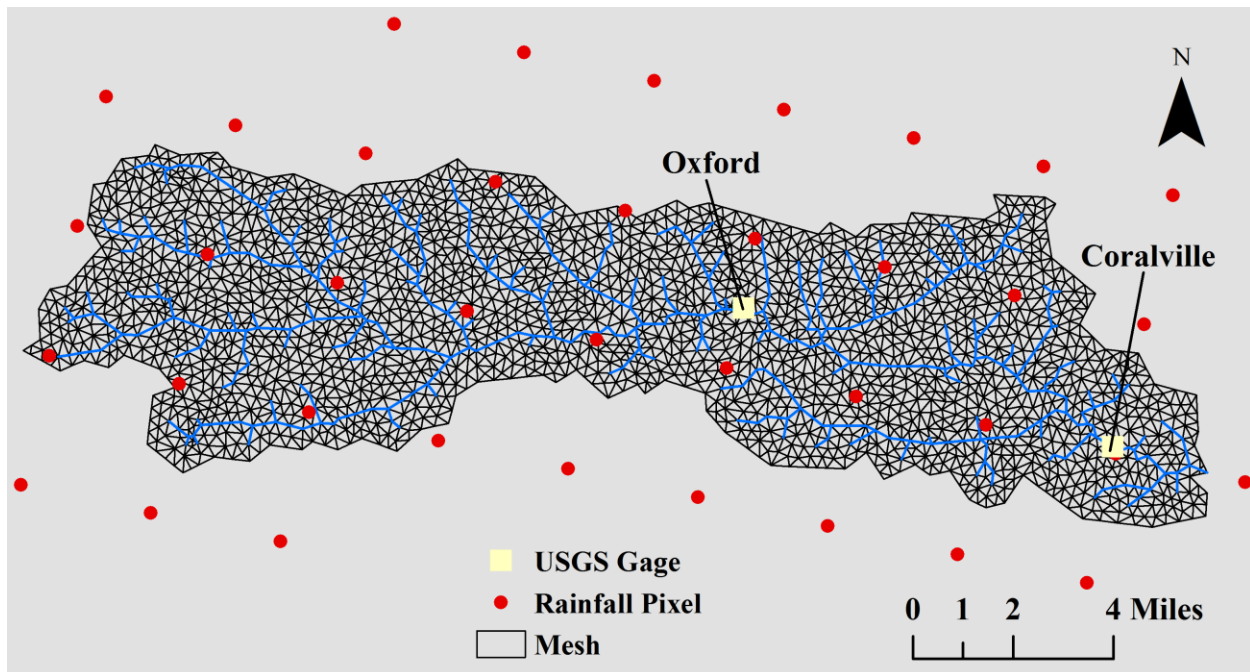 N
Oxford
Coralville
USGS Gage
Rainfall Pixel
Mesh
0 1 2 4 Miles